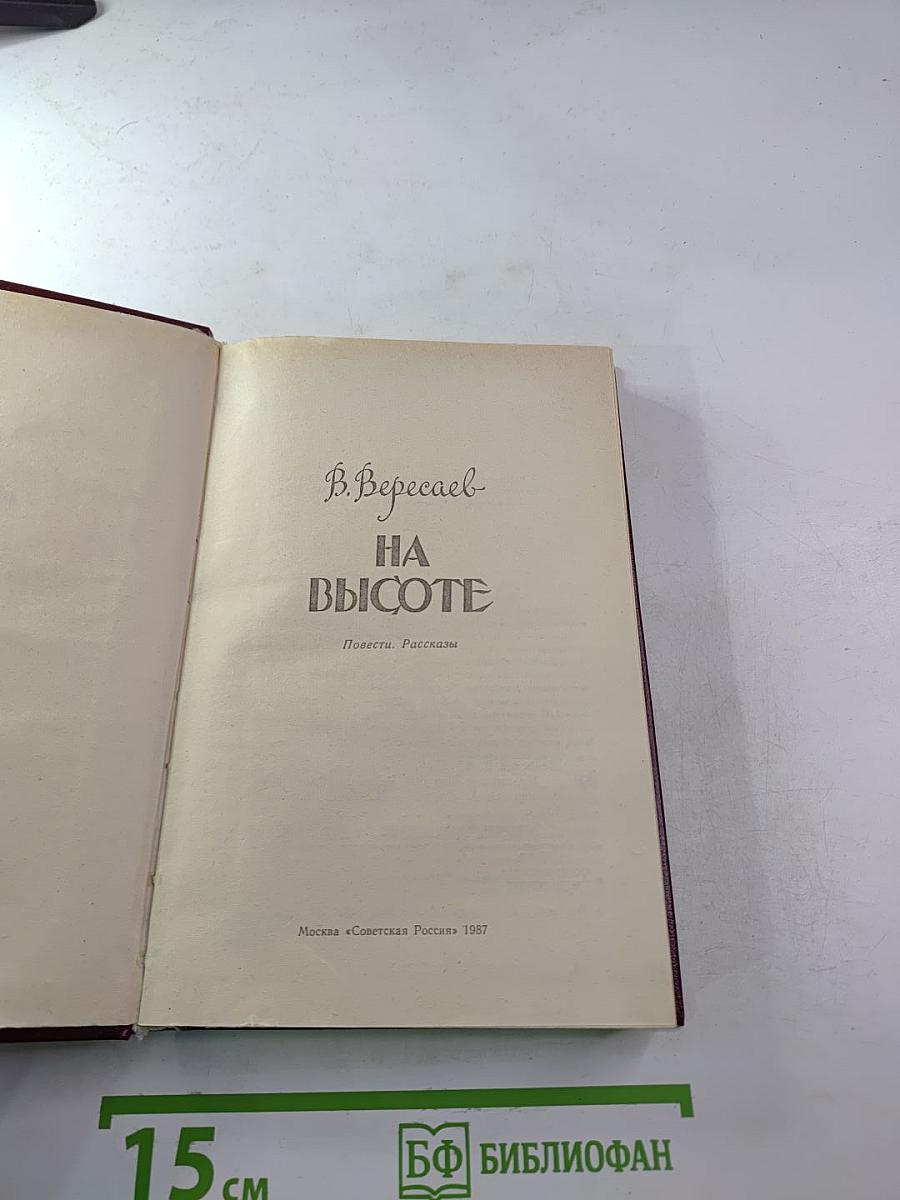 В. Вересаев
НА
ВЫСОТЕ
Повести. Рассказы
Москва «Советская Россия» 1987
15 см
БФ БИБЛИОФАН